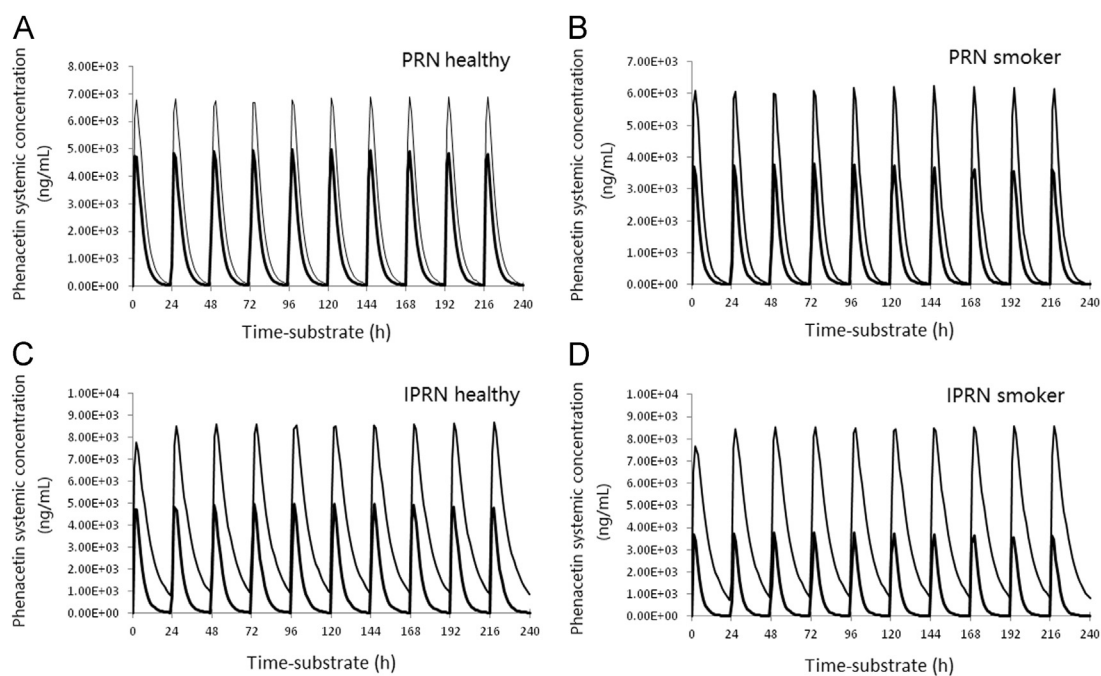 A
PRN healthy
Phenacetin systemic concentration
(ng/mL)
8.00E+03
7.00E+03
6.00E+03
5.00E+03
4.00E+03
3.00E+03
2.00E+03
1.00E+03
0.00E+00
0 24 48 72 96 120 144 168 192 216 240
Time-substrate (h)
B
PRN smoker
Phenacetin systemic concentration
(ng/mL)
7.00E+03
6.00E+03
5.00E+03
4.00E+03
3.00E+03
2.00E+03
1.00E+03
0.00E+00
0 24 48 72 96 120 144 168 192 216 240
Time-substrate (h)
C
IPRN healthy
Phenacetin systemic concentration
(ng/mL)
1.00E+04
9.00E+03
8.00E+03
7.00E+03
6.00E+03
5.00E+03
4.00E+03
3.00E+03
2.00E+03
1.00E+03
0.00E+00
0 24 48 72 96 120 144 168 192 216 240
Time-substrate (h)
D
IPRN smoker
Phenacetin systemic concentration
(ng/mL)
1.00E+04
9.00E+03
8.00E+03
7.00E+03
6.00E+03
5.00E+03
4.00E+03
3.00E+03
2.00E+03
1.00E+03
0.00E+00
0 24 48 72 96 120 144 168 192 216 240
Time-substrate (h)